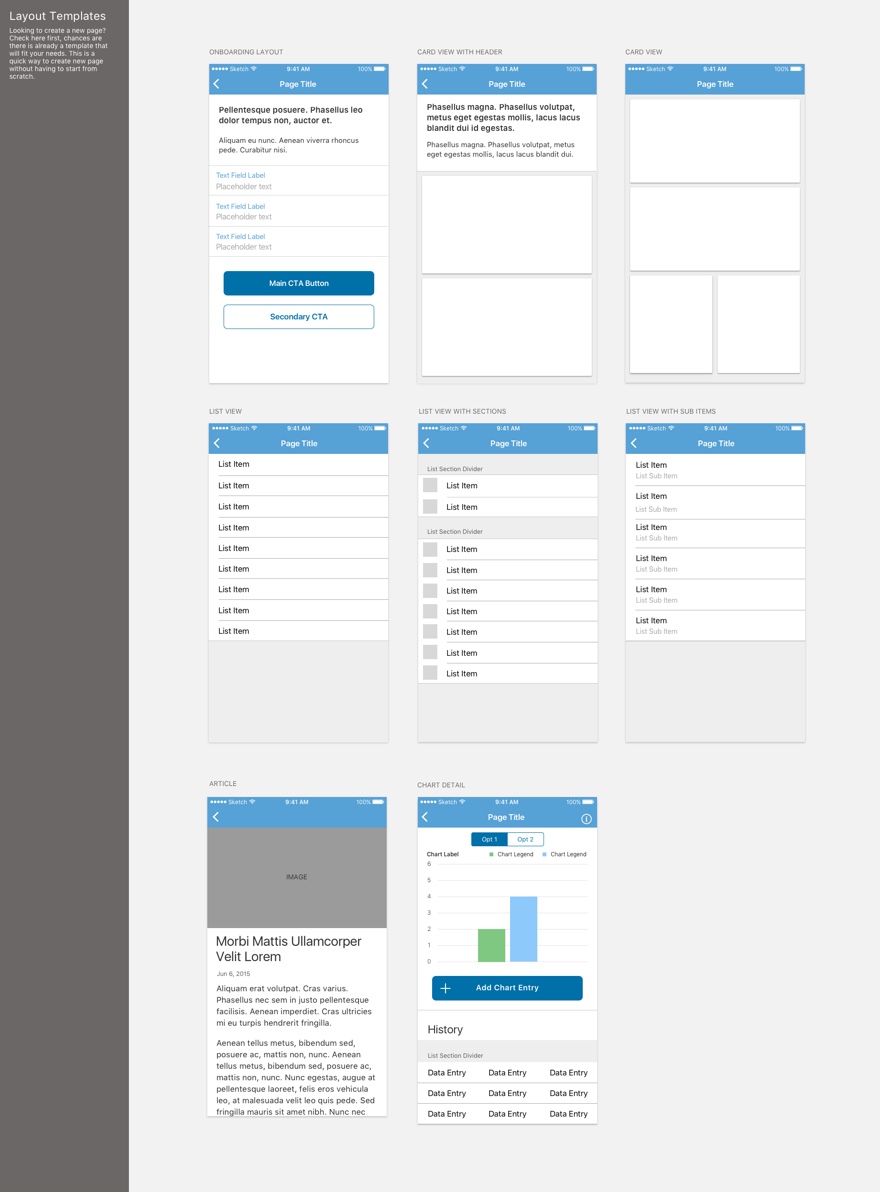 Layout Templates
Looking to create a new page?
Check here first, chances are
there is already a template that
will fit your needs. This is a
quick way to create new page
without having to start from
scratch.
ONBOARDING LAYOUT
Sketch 9:41 AM 100%
Page Title
Pellentesque posuere. Phasellus leo
dolor tempus non, auctor et.
Aliquam eu nunc. Aenean viverra rhoncus
pede. Curabitur nisi.
Text Field Label
Placeholder text
Text Field Label
Placeholder text
Text Field Label
Placeholder text
Main CTA Button
Secondary CTA
CARD VIEW WITH HEADER
Sketch 9:41 AM 100%
Page Title
Phasellus magna. Phasellus volutpat,
metus eget egestas mollis, lacus lacus
blandit dui id egestas.
Phasellus magna. Phasellus volutpat, metus
eget egestas mollis, lacus lacus blandit dui.
CARD VIEW
Sketch 9:41 AM 100%
Page Title
LIST VIEW
Sketch 9:41 AM 100%
Page Title
List Item
List Item
List Item
List Item
List Item
List Item
List Item
List Item
List Item
LIST VIEW WITH SECTIONS
Sketch 9:41 AM 100%
Page Title
List Section Divider
List Item
List Item
List Section Divider
List Item
List Item
List Item
List Item
List Item
List Item
List Item
LIST VIEW WITH SUB ITEMS
Sketch 9:41 AM 100%
Page Title
List Item
List Sub Item
List Item
List Sub Item
List Item
List Sub Item
List Item
List Sub Item
List Item
List Sub Item
List Item
List Sub Item
ARTICLE
Sketch 9:41 AM 100%
IMAGE
Morbi Mattis Ullamcorper
Velit Lorem
Jun 6, 2015
Aliquam erat volutpat. Cras varius.
Phasellus nec sem in justo pellentesque
facilisis. Aenean imperdiet. Cras ultricies
mi eu turpis hendrerit fringilla.
Aenean tellus metus, bibendum sed,
posuere ac, mattis non, nunc. Aenean
tellus metus, bibendum sed, posuere ac,
mattis non, nunc. Nunc egestas, augue at
pellentesque laoreet, felis eros vehicula
leo, at malesuada velit leo quis pede. Sed
fringilla mauris sit amet nibh. Nunc nec
CHART DETAIL
Sketch 9:41 AM 100%
Page Title
Opt 1 Opt 2
Chart Label Chart Legend Chart Legend
6
5
4
3
2
1
0
Add Chart Entry
History
List Section Divider
Data Entry Data Entry Data Entry
Data Entry Data Entry Data Entry
Data Entry Data Entry Data Entry